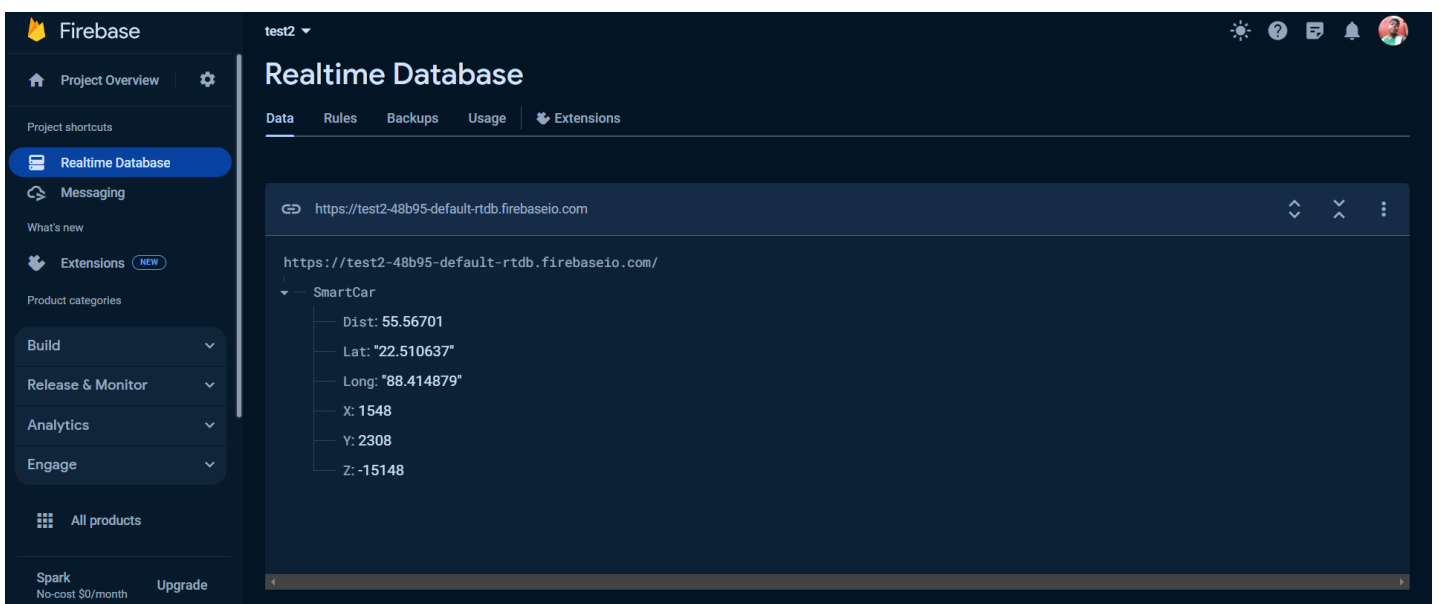 Firebase
Project Overview
Project shortcuts
Realtime Database
Messaging
What's new
Extensions NEW
Product categories
Build
Release & Monitor
Analytics
Engage
All products
Spark
No-cost $0/month
Upgrade
test2
Realtime Database
Data Rules Backups Usage Extensions
https://test2-48b95-default-rtdb.firebaseio.com
https://test2-48b95-default-rtdb.firebaseio.com/
SmartCar
Dist: 55.56701
Lat: "22.510637"
Long: "88.414879"
X: 1548
Y: 2308
Z: -15148